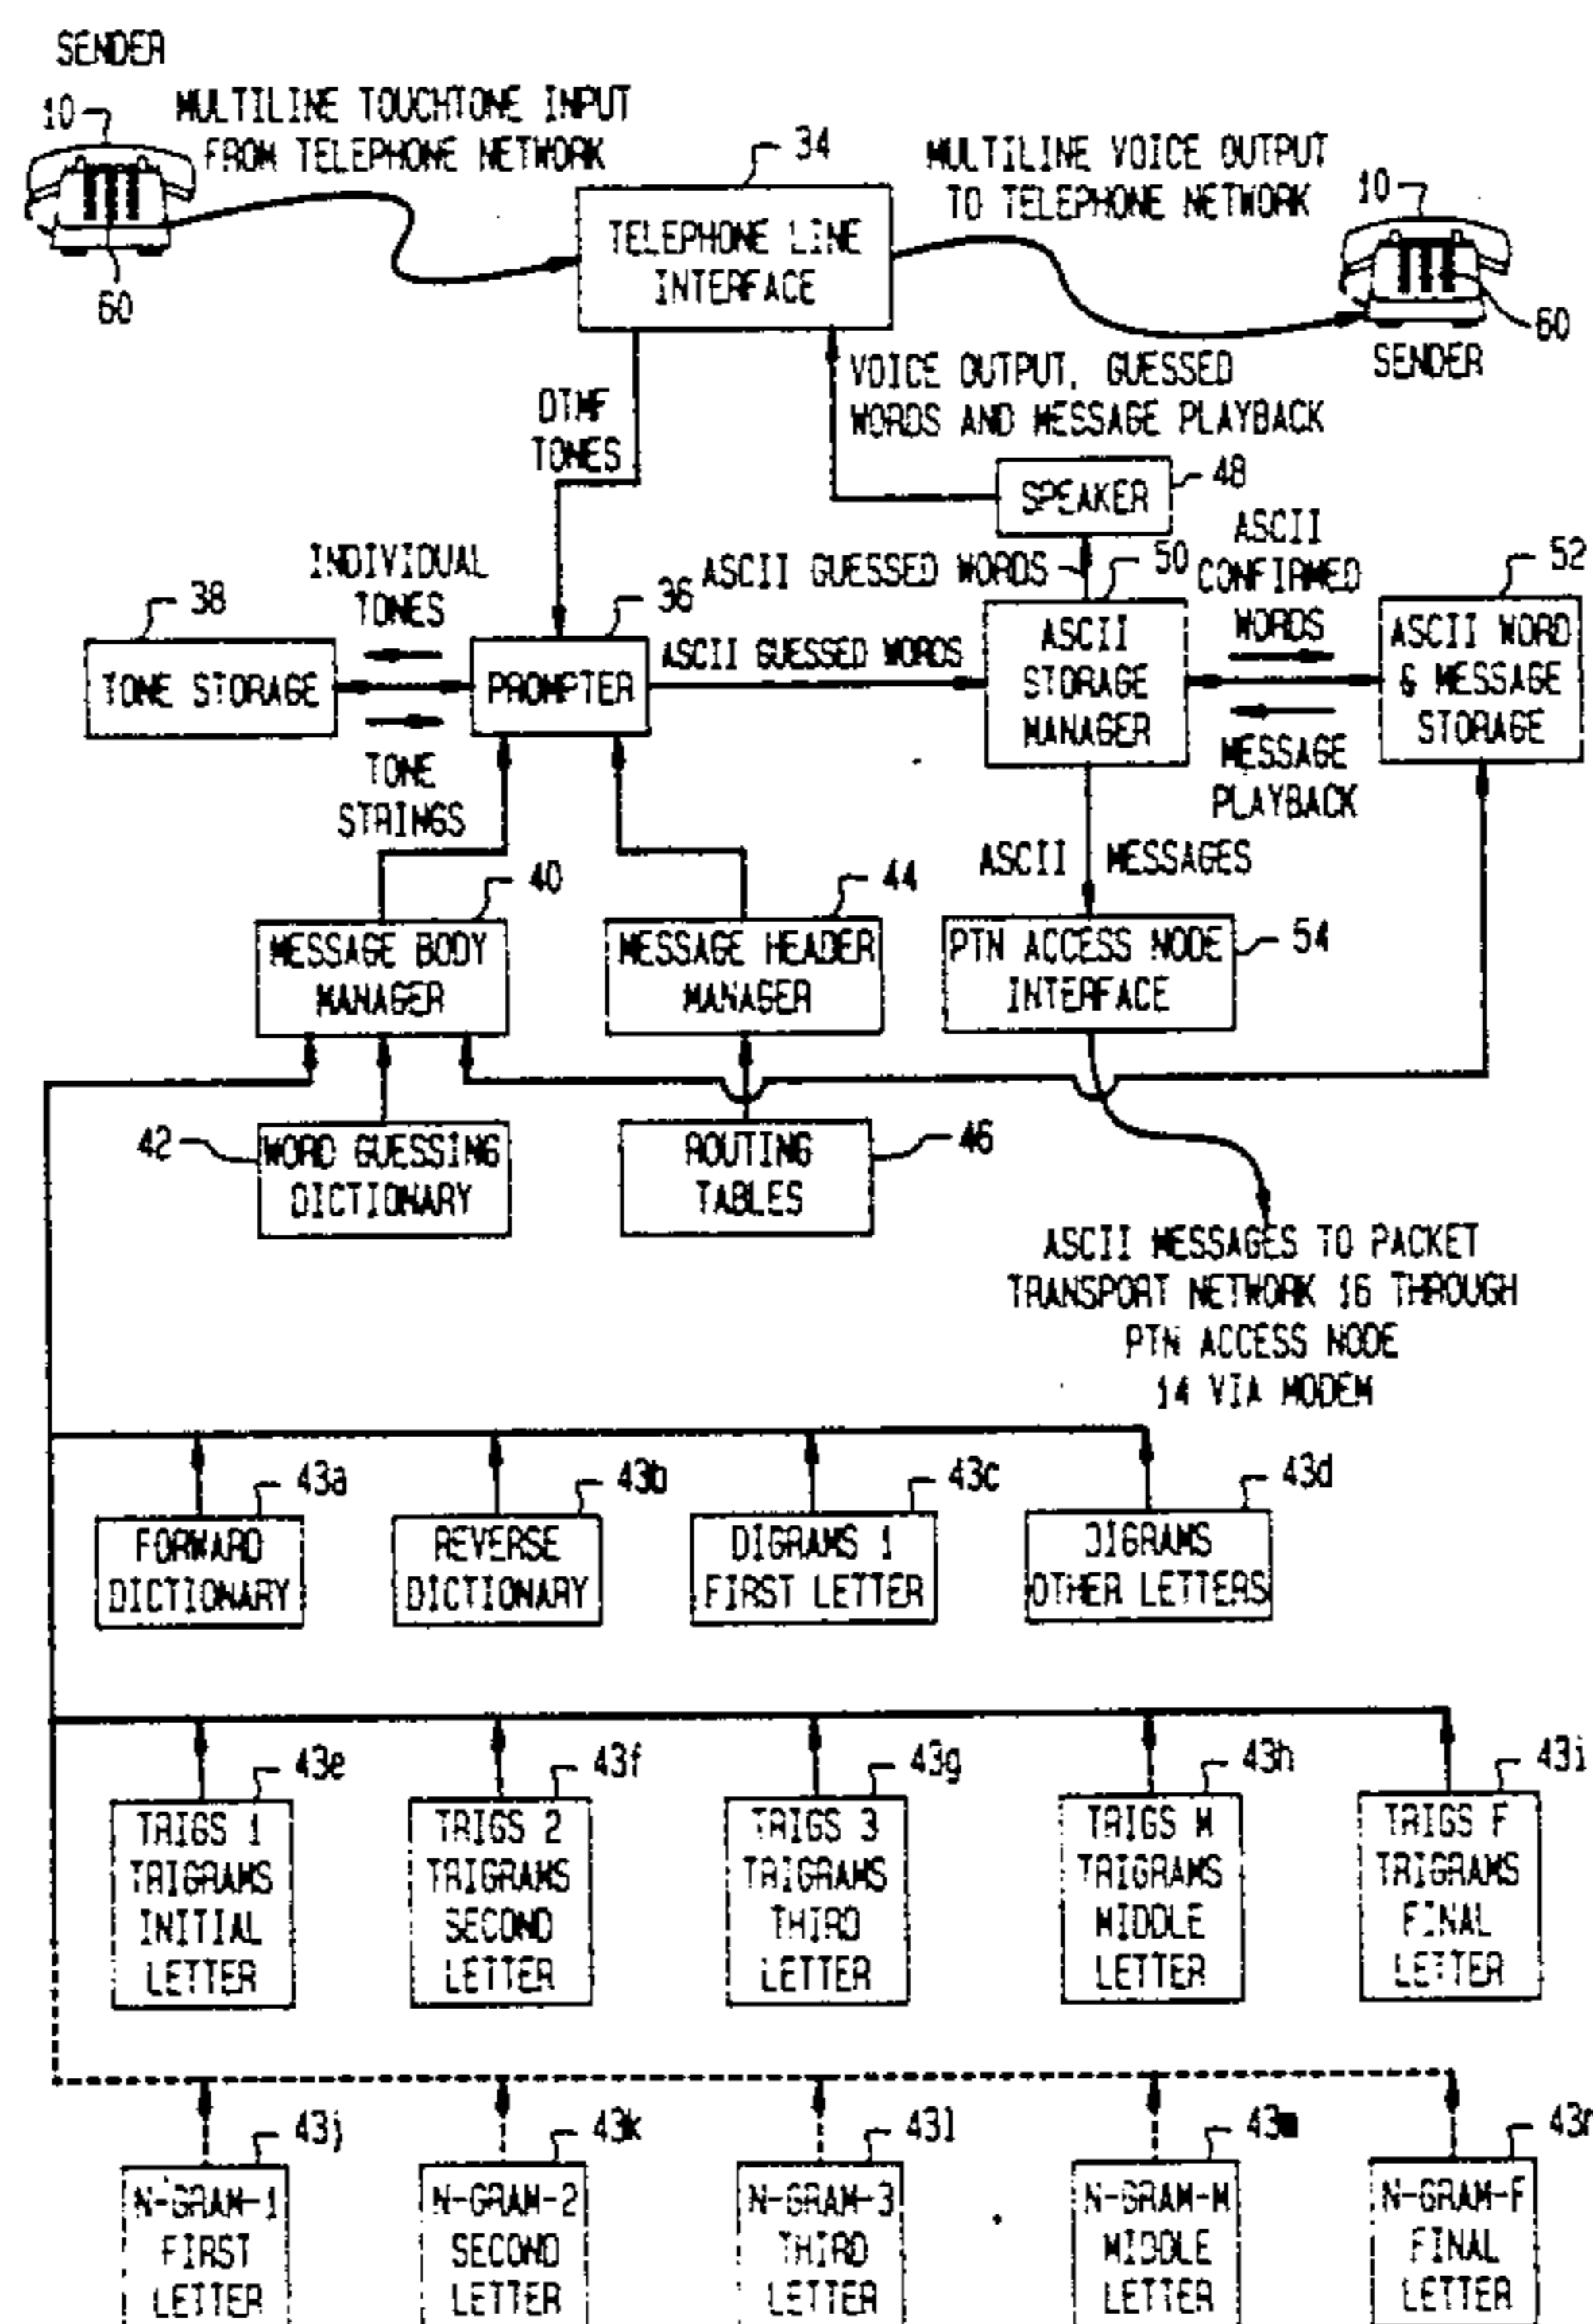 SENDER
10
MULTILINE TOUCHTONE INPUT
FROM TELEPHONE NETWORK
60
34
TELEPHONE LINE
INTERFACE
MULTILINE VOICE OUTPUT
TO TELEPHONE NETWORK
10
60
SENDER
DTMF
TONES
VOICE OUTPUT, GUESSED
WORDS AND MESSAGE PLAYBACK
SPEAKER
48
INDIVIDUAL
TONES
38
TONE STORAGE
TONE
STRINGS
36
PROMPTER
ASCII GUESSED WORDS
ASCII GUESSED WORDS
50
ASCII
STORAGE
MANAGER
ASCII
CONFIRMED
WORDS
MESSAGE
PLAYBACK
52
ASCII WORD
& MESSAGE
STORAGE
40
MESSAGE BODY
MANAGER
44
MESSAGE HEADER
MANAGER
ASCII MESSAGES
PTN ACCESS NODE
INTERFACE
54
42
WORD GUESSING
DICTIONARY
ROUTING
TABLES
46
ASCII MESSAGES TO PACKET
TRANSPORT NETWORK 16 THROUGH
PTN ACCESS NODE
14 VIA MODEM
43a
FORWARD
DICTIONARY
43b
REVERSE
DICTIONARY
43c
DIGRAMS 1
FIRST LETTER
43d
DIGRAMS
OTHER LETTERS
43e
TRIGS 1
TRIGRAMS
INITIAL
LETTER
43f
TRIGS 2
TRIGRAMS
SECOND
LETTER
43g
TRIGS 3
TRIGRAMS
THIRD
LETTER
43h
TRIGS M
TRIGRAMS
MIDDLE
LETTER
43i
TRIGS F
TRIGRAMS
FINAL
LETTER
43j
N-GRAM-1
FIRST
LETTER
43k
N-GRAM-2
SECOND
LETTER
43l
N-GRAM-3
THIRD
LETTER
43m
N-GRAM-M
MIDDLE
LETTER
43n
N-GRAM-F
FINAL
LETTER